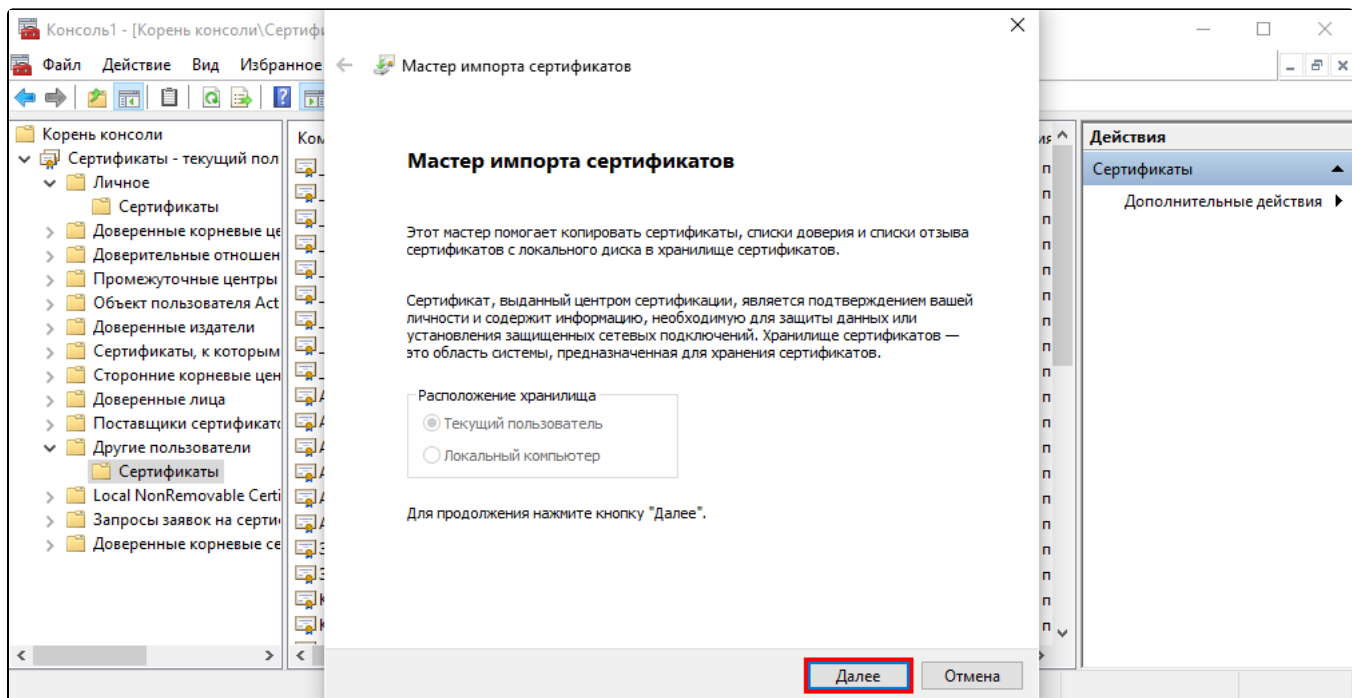 Консоль1 - [Корень консоли\Сертифи
Файл Действие Вид Избранное
Мастер импорта сертификатов
Корень консоли
Сертификаты - текущий пол
Личное
Сертификаты
Доверенные корневые це
Доверительные отношен
Промежуточные центры
Объект пользователя Act
Доверенные издатели
Сертификаты, к которым
Сторонние корневые цен
Доверенные лица
Поставщики сертификато
Другие пользователи
Сертификаты
Local NonRemovable Certi
Запросы заявок на серти
Доверенные корневые се
Ком
Мастер импорта сертификатов
Этот мастер помогает копировать сертификаты, списки доверия и списки отзыва
сертификатов с локального диска в хранилище сертификатов.
Сертификат, выданный центром сертификации, является подтверждением вашей
личности и содержит информацию, необходимую для защиты данных или
установления защищенных сетевых подключений. Хранилище сертификатов —
это область системы, предназначенная для хранения сертификатов.
Расположение хранилища
Текущий пользователь
Локальный компьютер
Для продолжения нажмите кнопку "Далее".
Далее Отмена
Действия
Сертификаты
Дополнительные действия